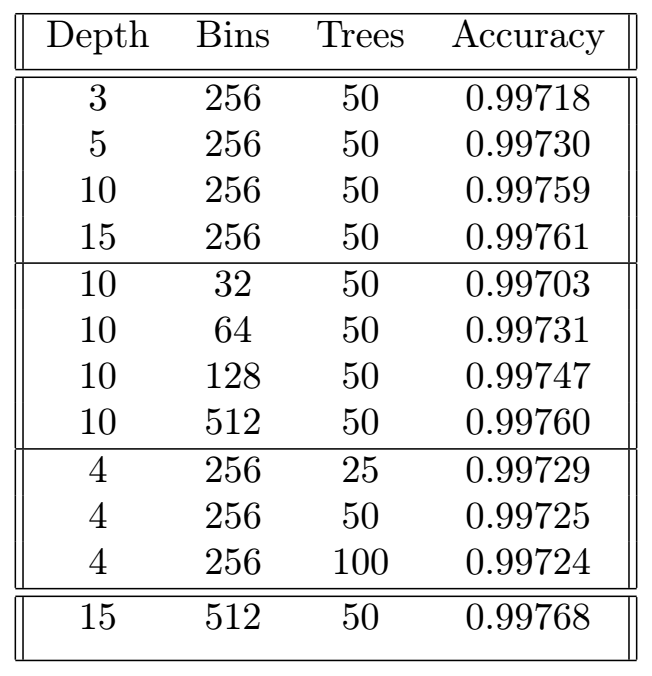 Depth Bins Trees Accuracy
3 256 50 0.99718
5 256 50 0.99730
10 256 50 0.99759
15 256 50 0.99761
10 32 50 0.99703
10 64 50 0.99731
10 128 50 0.99747
10 512 50 0.99760
4 256 25 0.99729
4 256 50 0.99725
4 256 100 0.99724
15 512 50 0.99768